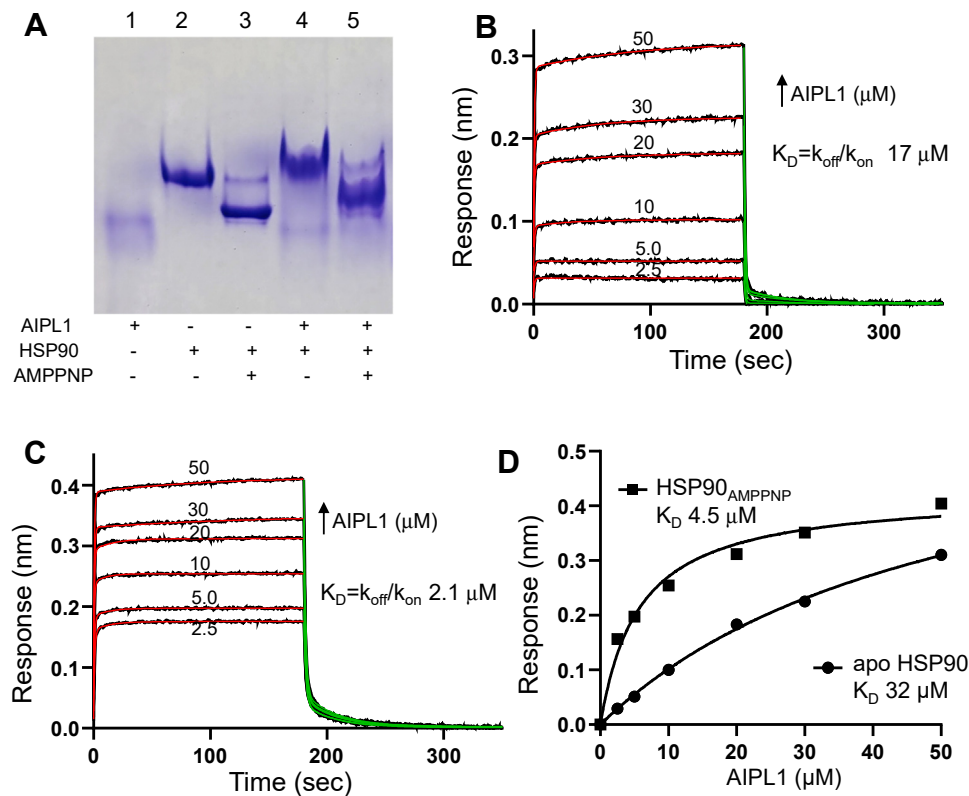 A
1 2 3 4 5
AIPL1 + - - + +
HSP90 - + + + +
AMPPNP - - + - +
B
Response (nm)
0.3
0.2
0.1
0.0
50
30
20
10
5.0
2.5
AIPL1 (μM)
K_D=k_off/k_on 17 μM
0 100 200 300
Time (sec)
C
Response (nm)
0.4
0.3
0.2
0.1
0.0
50
30
20
10
5.0
2.5
AIPL1 (μM)
K_D=k_off/k_on 2.1 μM
0 100 200 300
Time (sec)
D
Response (nm)
0.5
0.4
0.3
0.2
0.1
0.0
HSP90_AMPPNP
K_D 4.5 μM
apo HSP90
K_D 32 μM
0 10 20 30 40 50
AIPL1 (μM)